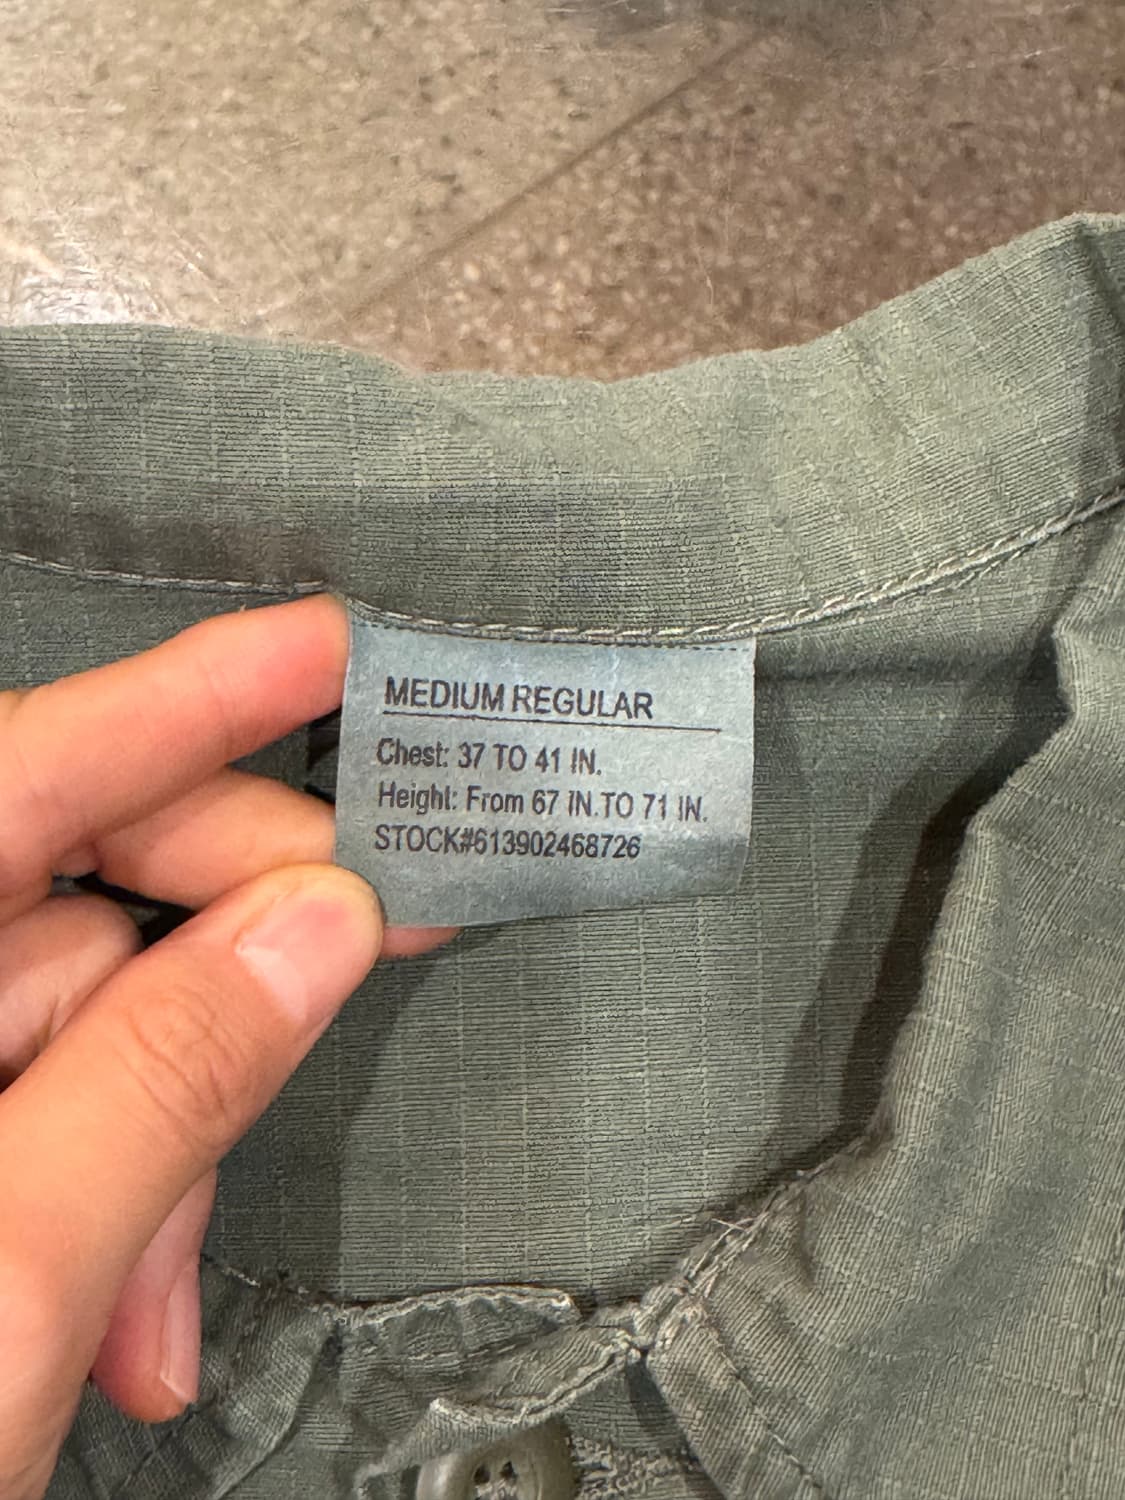 MEDIUM REGULAR
Chest: 37 TO 41 IN.
Height: From 67 IN.TO 71 IN.
STOCK#613902468726